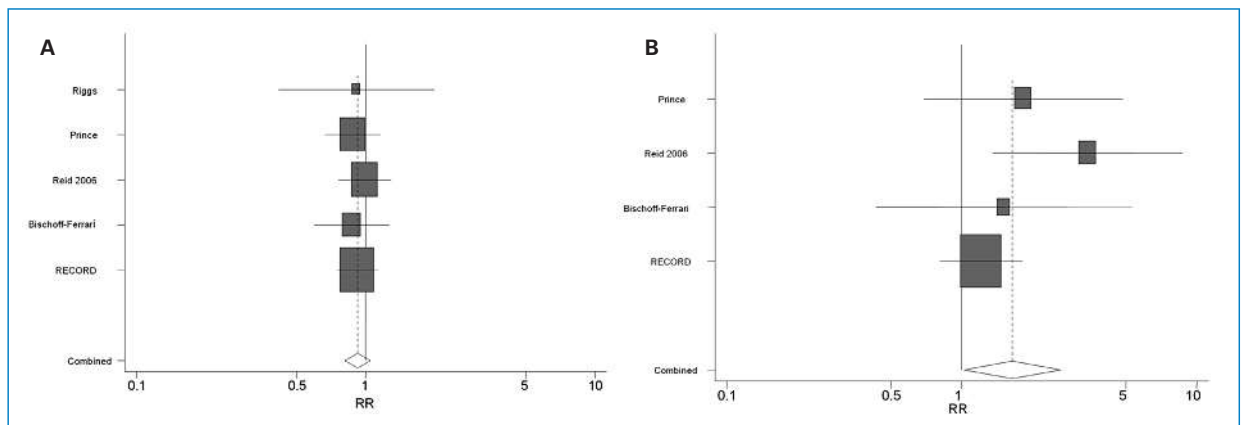 A
Riggs
Prince
Reid 2006
Bischoff-Ferrari
RECORD
Combined
0.1 0.5 1 5 10
RR
B
Prince
Reid 2006
Bischoff-Ferrari
RECORD
Combined
0.1 0.5 1 5 10
RR